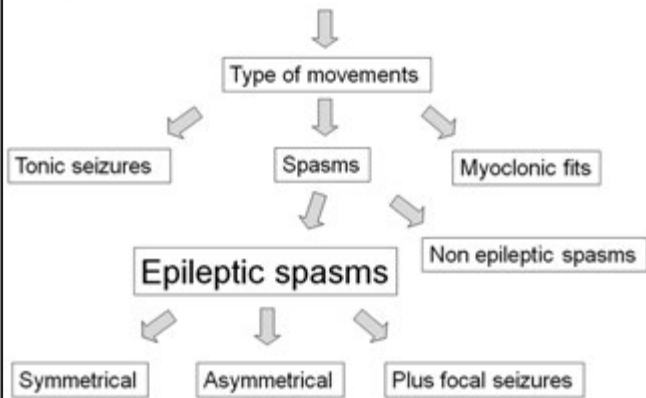 Type of movements
Tonic seizures
Spasms
Myoclonic fits
Epileptic spasms
Non epileptic spasms
Symmetrical
Asymmetrical
Plus focal seizures